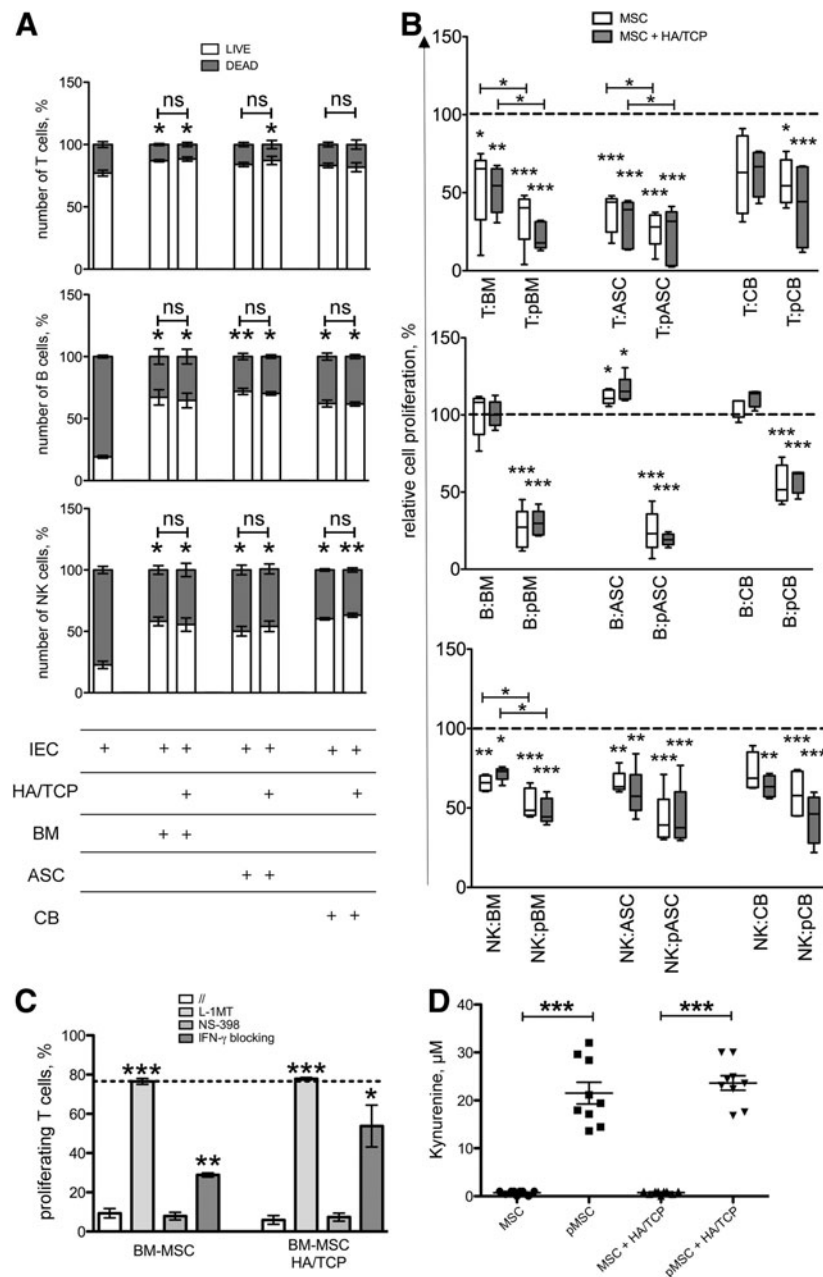 A
LIVE
DEAD
number of T cells, %
150
100
50
0
ns
ns
ns
*
*
*
number of B cells, %
150
100
50
0
ns
ns
ns
*
*
**
*
*
*
number of NK cells, %
150
100
50
0
ns
ns
ns
*
*
*
*
*
**
IEC + + + + + + +
HA/TCP + + +
BM + +
ASC + +
CB + +
B
MSC
MSC + HA/TCP
relative cell proliferation, %
150
100
50
0
*
*
*
*
*
**
***
***
***
***
***
***
*
***
T:BM
T:pBM
T:ASC
T:pASC
T:CB
T:pCB
150
100
50
0
***
***
*
*
***
***
***
***
B:BM
B:pBM
B:ASC
B:pASC
B:CB
B:pCB
150
100
50
0
*
*
**
*
***
***
**
**
***
***
**
***
***
NK:BM
NK:pBM
NK:ASC
NK:pASC
NK:CB
NK:pCB
C
//
L-1MT
NS-398
IFN-γ blocking
proliferating T cells, %
100
80
60
40
20
0
***
**
***
*
BM-MSC
BM-MSC
HA/TCP
D
Kynurenine, µM
40
30
20
10
0
***
***
MSC
pMSC
MSC + HA/TCP
pMSC + HA/TCP